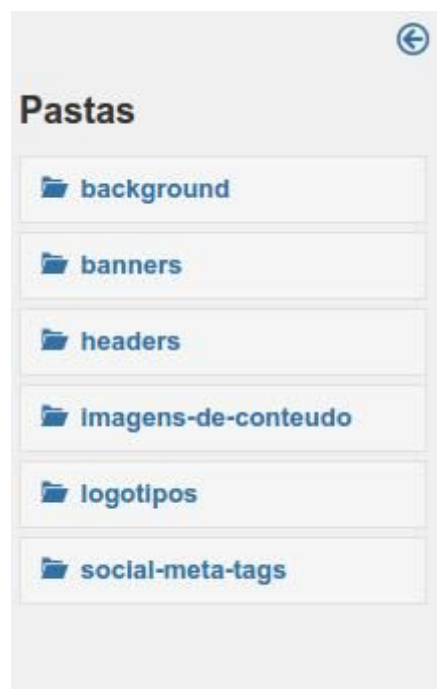 Pastas
background
banners
headers
imagens-de-conteudo
logotipos
social-meta-tags